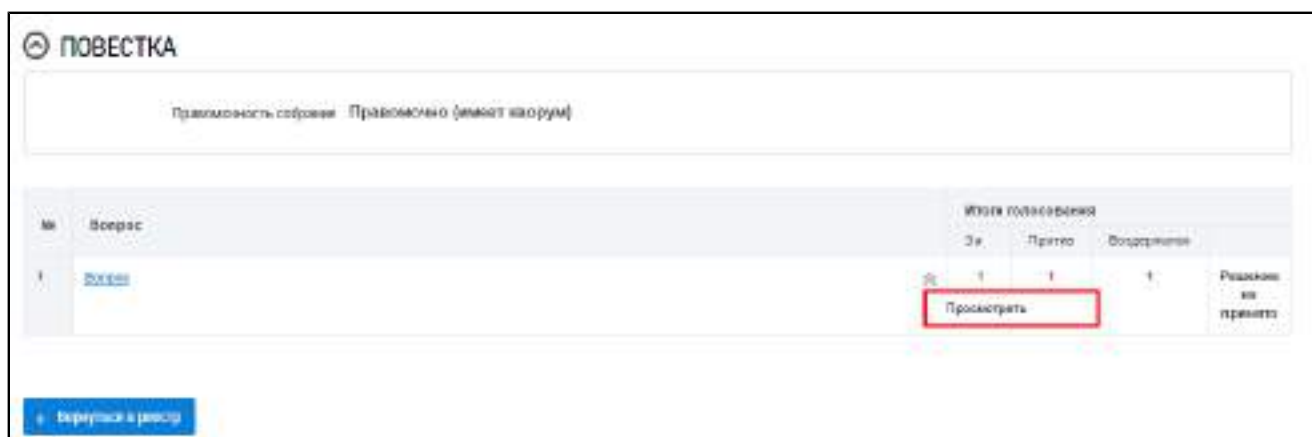 ПОВЕСТКА
Правомочность собрания Правомочно (имеет кворум)
№ Вопрос Итоги голосования
За Против Воздержался
1 Вопрос 1 1 1 Решение не принято
Просмотреть
Вернуться в реестр